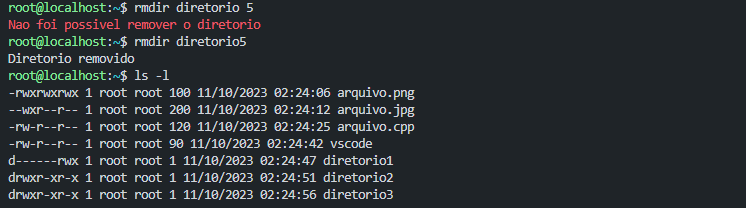 root@localhost:~$ rmdir diretorio 5
Nao foi possivel remover o diretorio
root@localhost:~$ rmdir diretorio5
Diretorio removido
root@localhost:~$ ls -l
-rwxrwxrwx 1 root root 100 11/10/2023 02:24:06 arquivo.png
--wxr--r-- 1 root root 200 11/10/2023 02:24:12 arquivo.jpg
-rw-r--r-- 1 root root 120 11/10/2023 02:24:25 arquivo.cpp
-rw-r--r-- 1 root root 90 11/10/2023 02:24:42 vscode
d------rwx 1 root root 1 11/10/2023 02:24:47 diretorio1
drwxr-xr-x 1 root root 1 11/10/2023 02:24:51 diretorio2
drwxr-xr-x 1 root root 1 11/10/2023 02:24:56 diretorio3